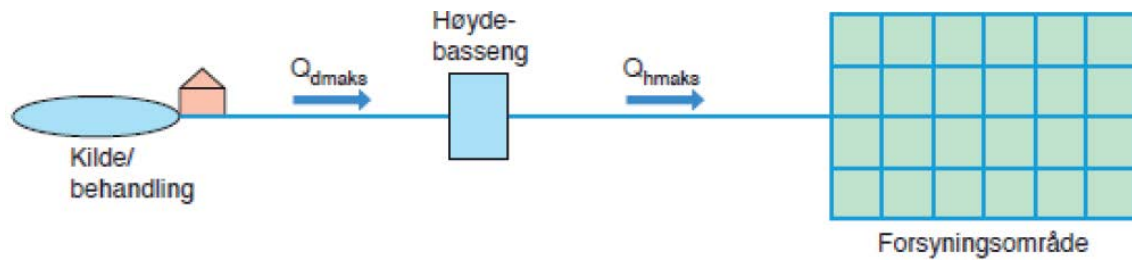 Høyde-
basseng
Qdmaks
Qhmaks
Kilde/
behandling
Forsyningsområde